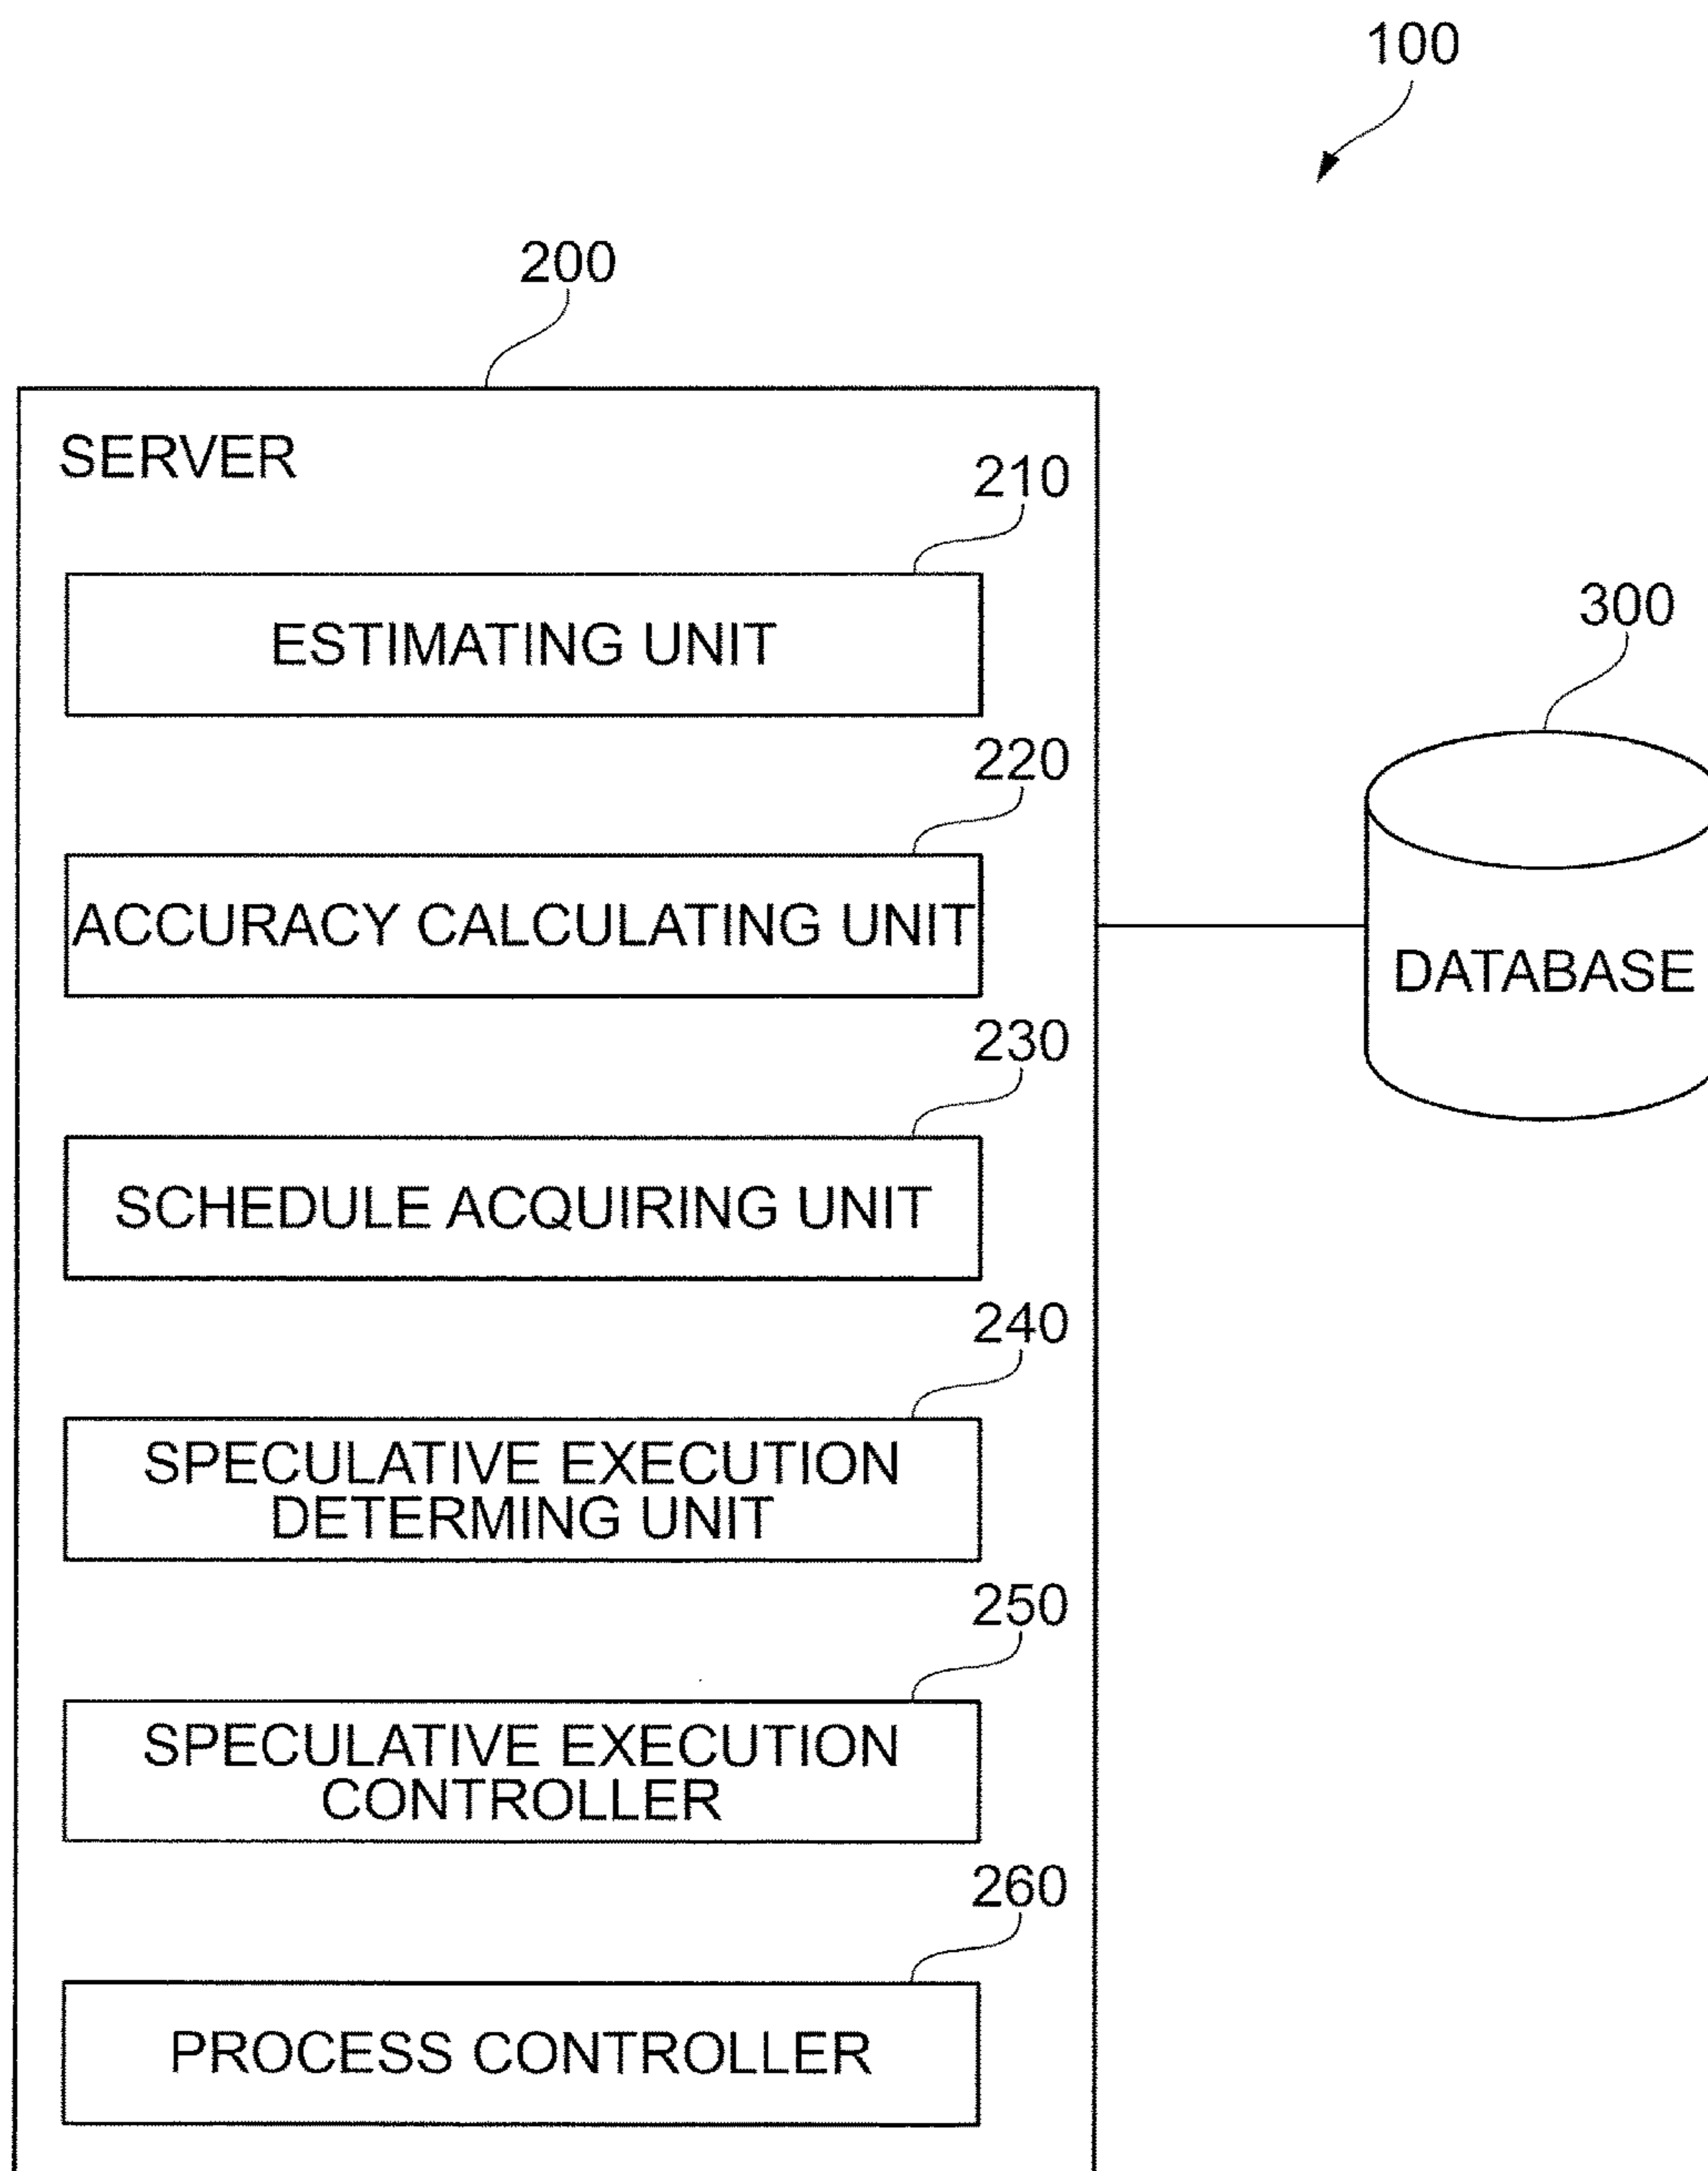 100
200
SERVER
210
ESTIMATING UNIT
300
220
ACCURACY CALCULATING UNIT
DATABASE
230
SCHEDULE ACQUIRING UNIT
240
SPECULATIVE EXECUTION
DETERMING UNIT
250
SPECULATIVE EXECUTION
CONTROLLER
260
PROCESS CONTROLLER